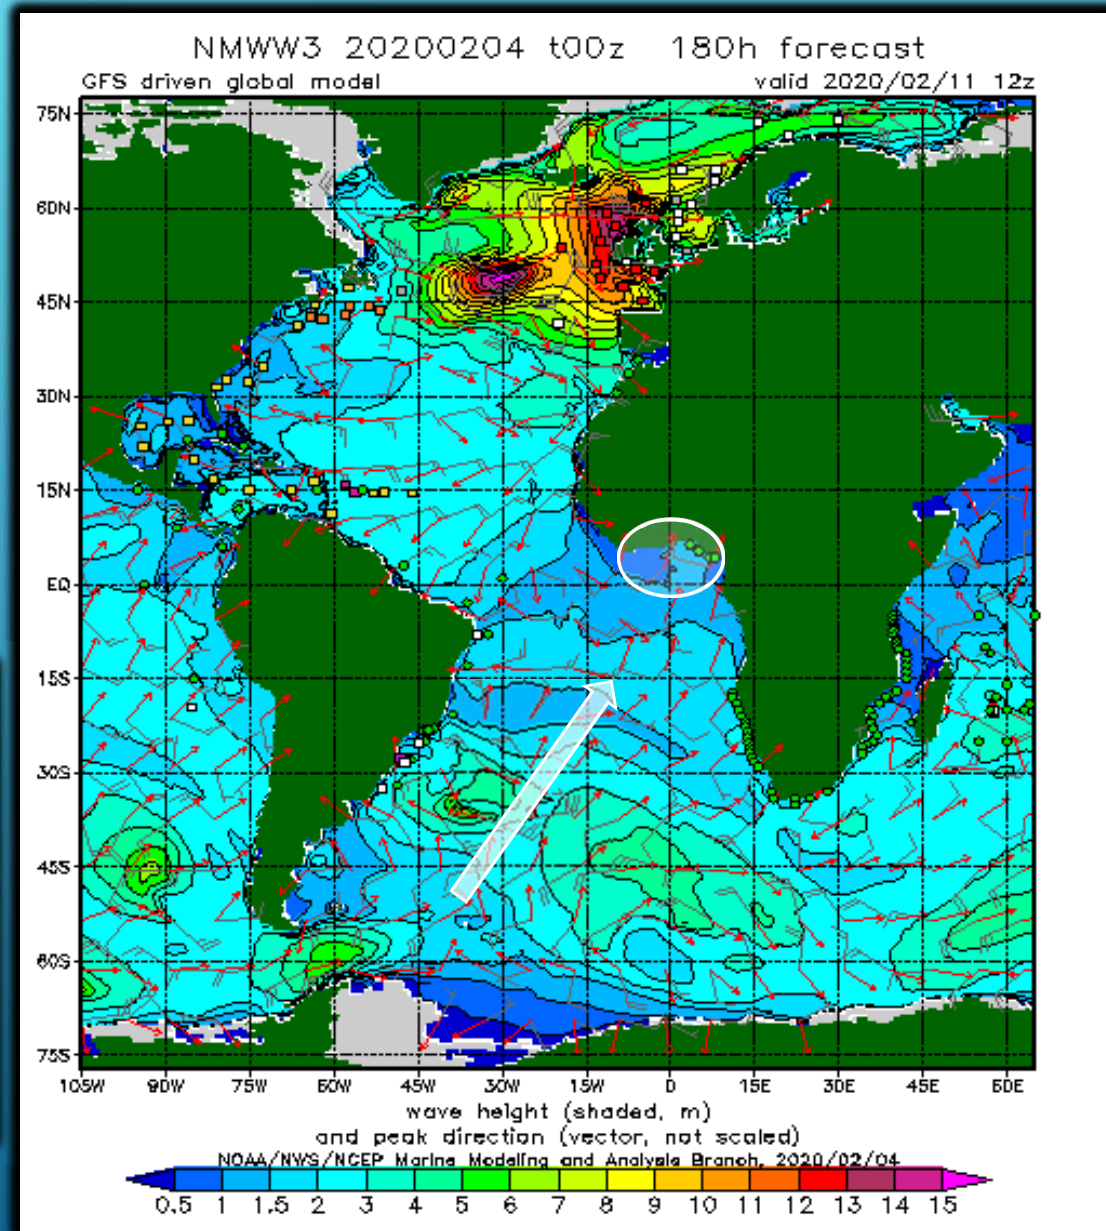 NMWW3 20200204 t00z 180h forecast
GFS driven global model valid 2020/02/11 12z
75N
60N
45N
30N
15N
EQ
15S
30S
45S
60S
75S
105W 90W 75W 60W 45W 30W 15W 0 15E 30E 45E 60E
wave height (shaded, m)
and peak direction (vector, not scaled)
NOAA/NWS/NCEP Marine Modeling and Analysis Branch, 2020/02/04
0.5 1 1.5 2 3 4 5 6 7 8 9 10 11 12 13 14 15